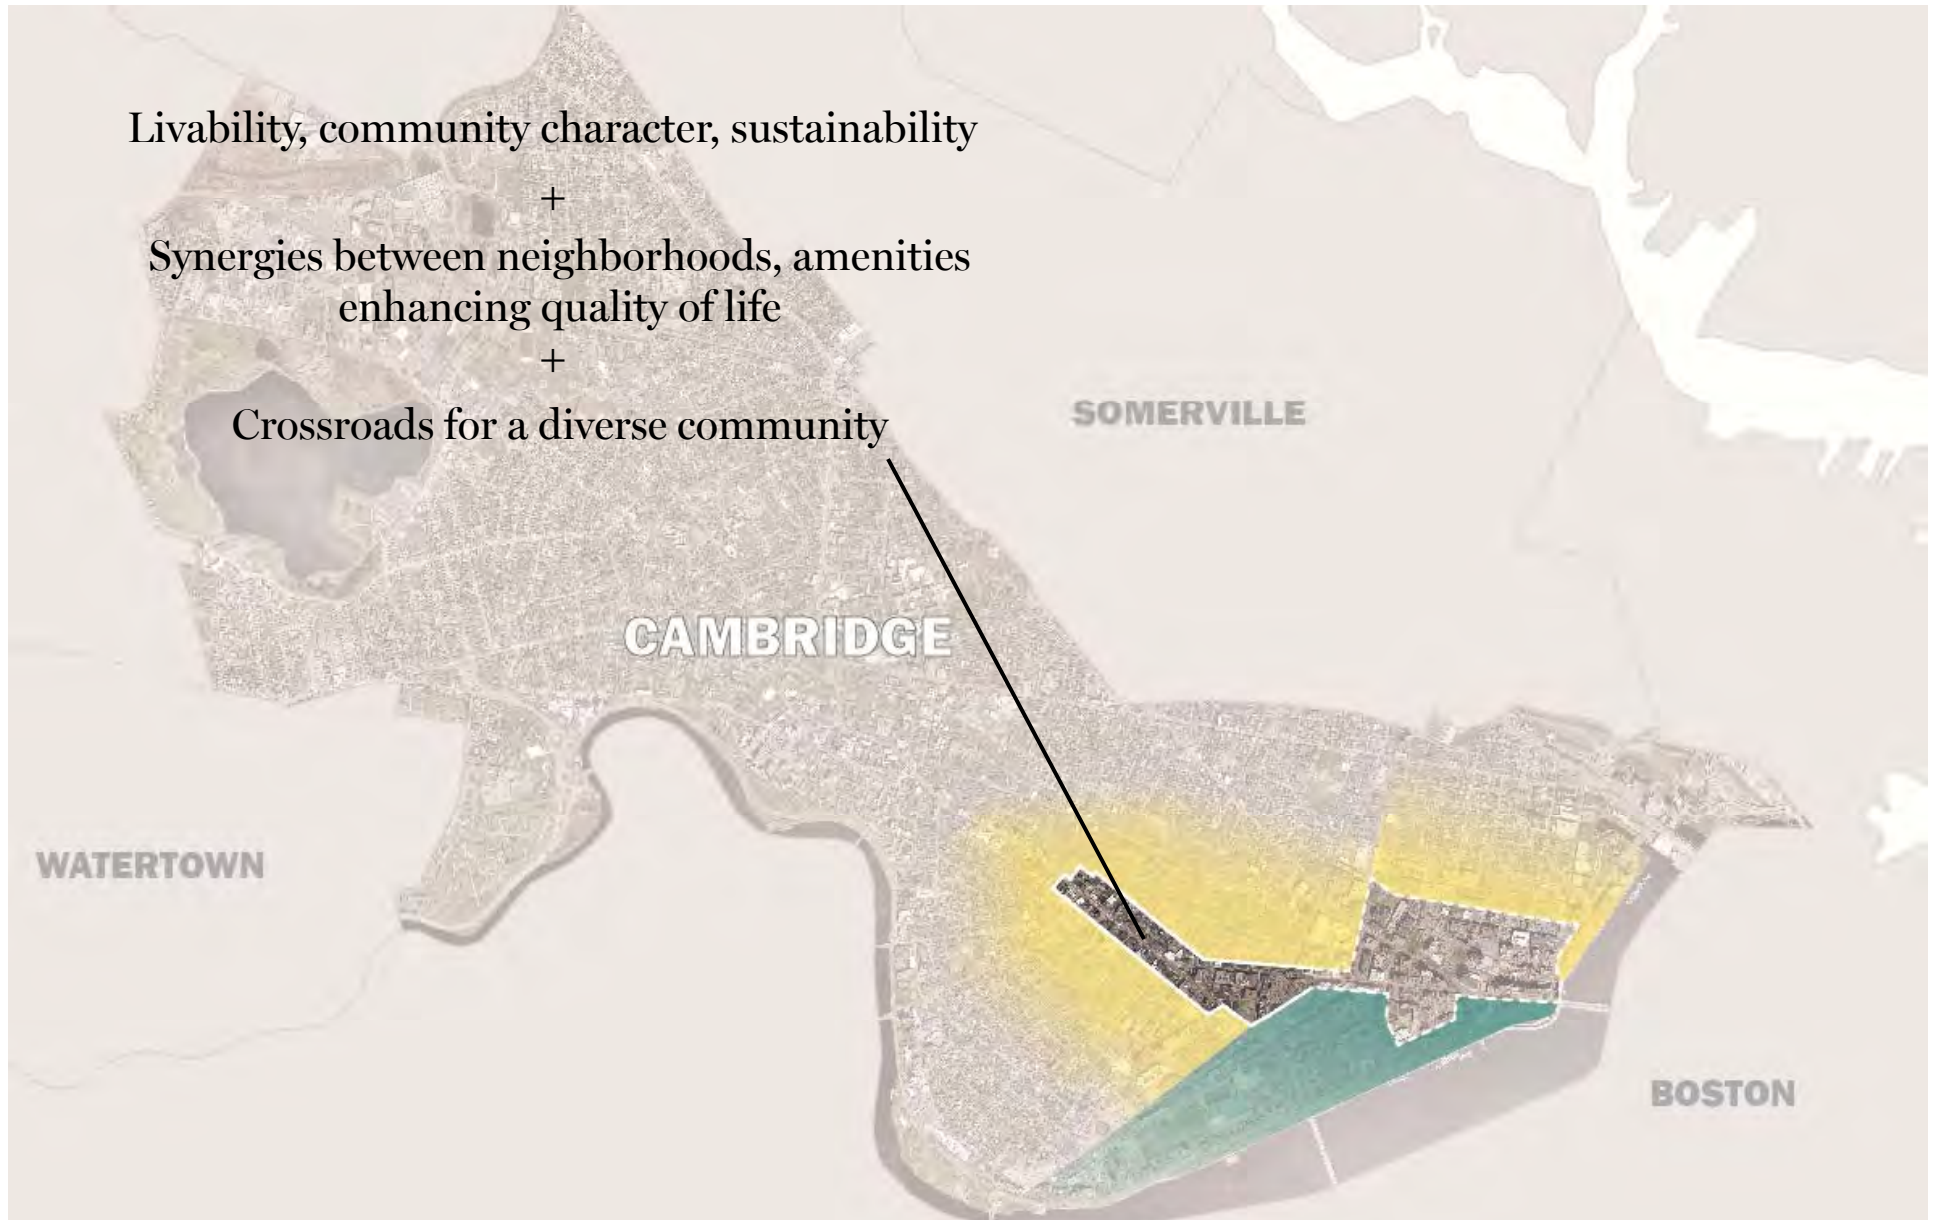 Livability, community character, sustainability
+
Synergies between neighborhoods, amenities
enhancing quality of life
+
Crossroads for a diverse community
SOMERVILLE
CAMBRIDGE
WATERTOWN
BOSTON